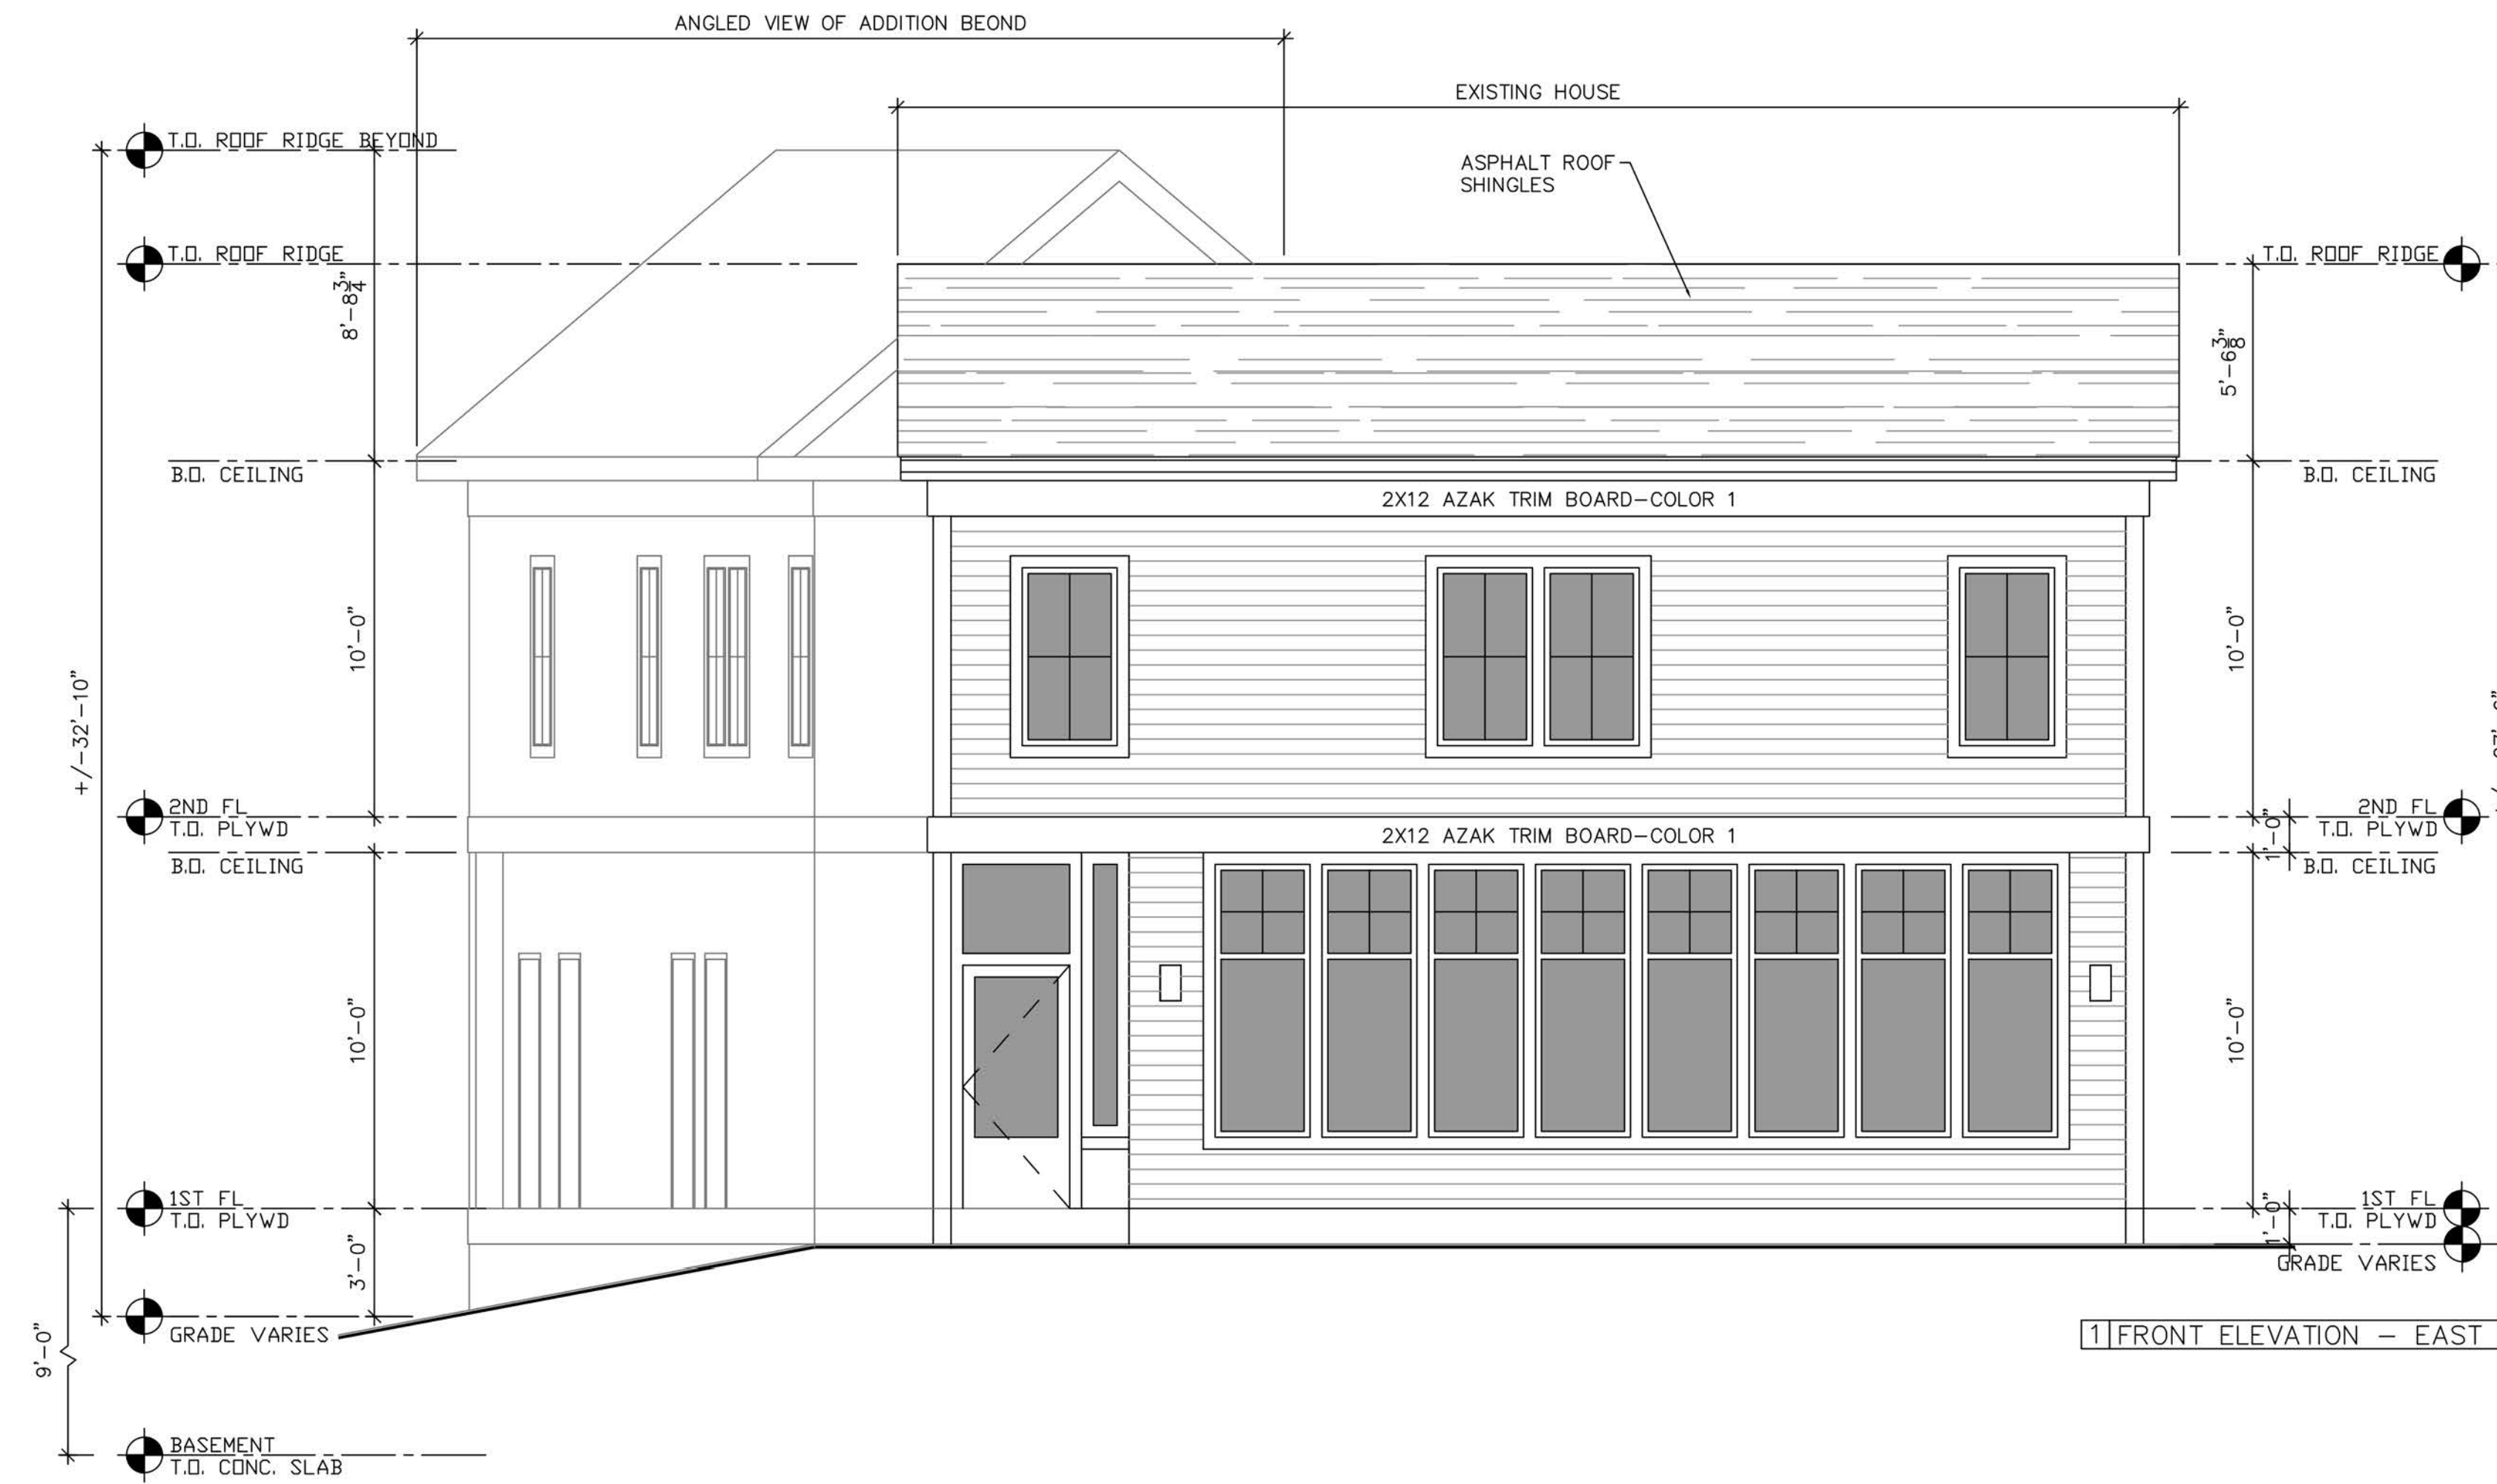 ANGLED VIEW OF ADDITION BEOND
EXISTING HOUSE
T.O. ROOF RIDGE BEYOND
ASPHALT ROOF
SHINGLES
T.O. ROOF RIDGE
T.O. ROOF RIDGE
8'-8 3/4"
5'-6 3/8"
B.O. CEILING
B.O. CEILING
2X12 AZAK TRIM BOARD-COLOR 1
10'-0"
10'-0"
+/-32'-10"
2ND FL
T.O. PLYWD
2ND FL
T.O. PLYWD
1'-0"
2X12 AZAK TRIM BOARD-COLOR 1
B.O. CEILING
B.O. CEILING
10'-0"
10'-0"
1ST FL
T.O. PLYWD
1ST FL
T.O. PLYWD
1'-0"
3'-0"
GRADE VARIES
GRADE VARIES
9'-0"
1 FRONT ELEVATION - EAST
BASEMENT
T.O. CONC. SLAB